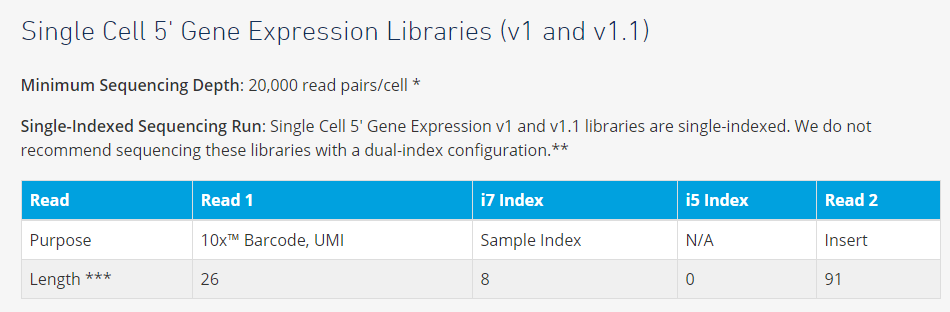 Single Cell 5' Gene Expression Libraries (v1 and v1.1)
Minimum Sequencing Depth: 20,000 read pairs/cell *
Single-Indexed Sequencing Run: Single Cell 5' Gene Expression v1 and v1.1 libraries are single-indexed. We do not
recommend sequencing these libraries with a dual-index configuration.**
Read Read 1 i7 Index i5 Index Read 2
Purpose 10x™ Barcode, UMI Sample Index N/A Insert
Length *** 26 8 0 91